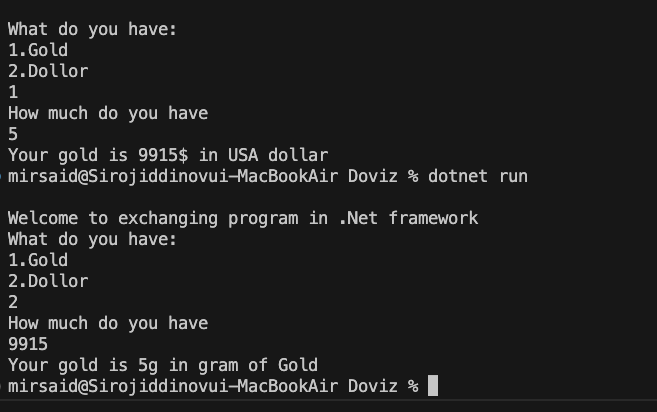 What do you have:
1.Gold
2.Dollor
1
How much do you have
5
Your gold is 9915$ in USA dollar
mirsaid@Sirojiddinovui-MacBookAir Doviz % dotnet run
Welcome to exchanging program in .Net framework
What do you have:
1.Gold
2.Dollor
2
How much do you have
9915
Your gold is 5g in gram of Gold
mirsaid@Sirojiddinovui-MacBookAir Doviz %